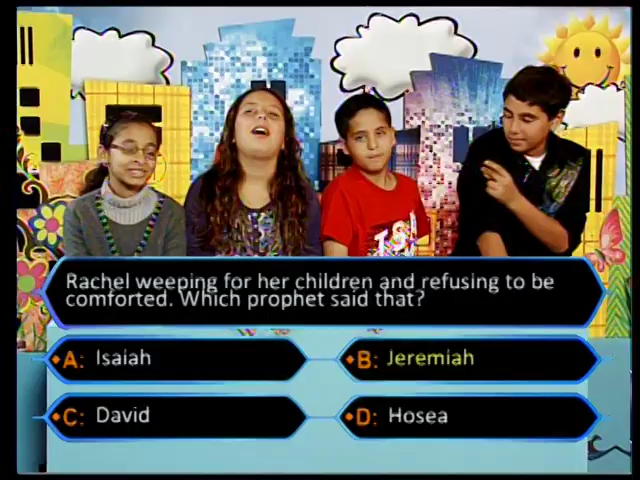 Rachel weeping for her children and refusing to be
comforted. Which prophet said that?
A: Isaiah
B: Jeremiah
C: David
D: Hosea